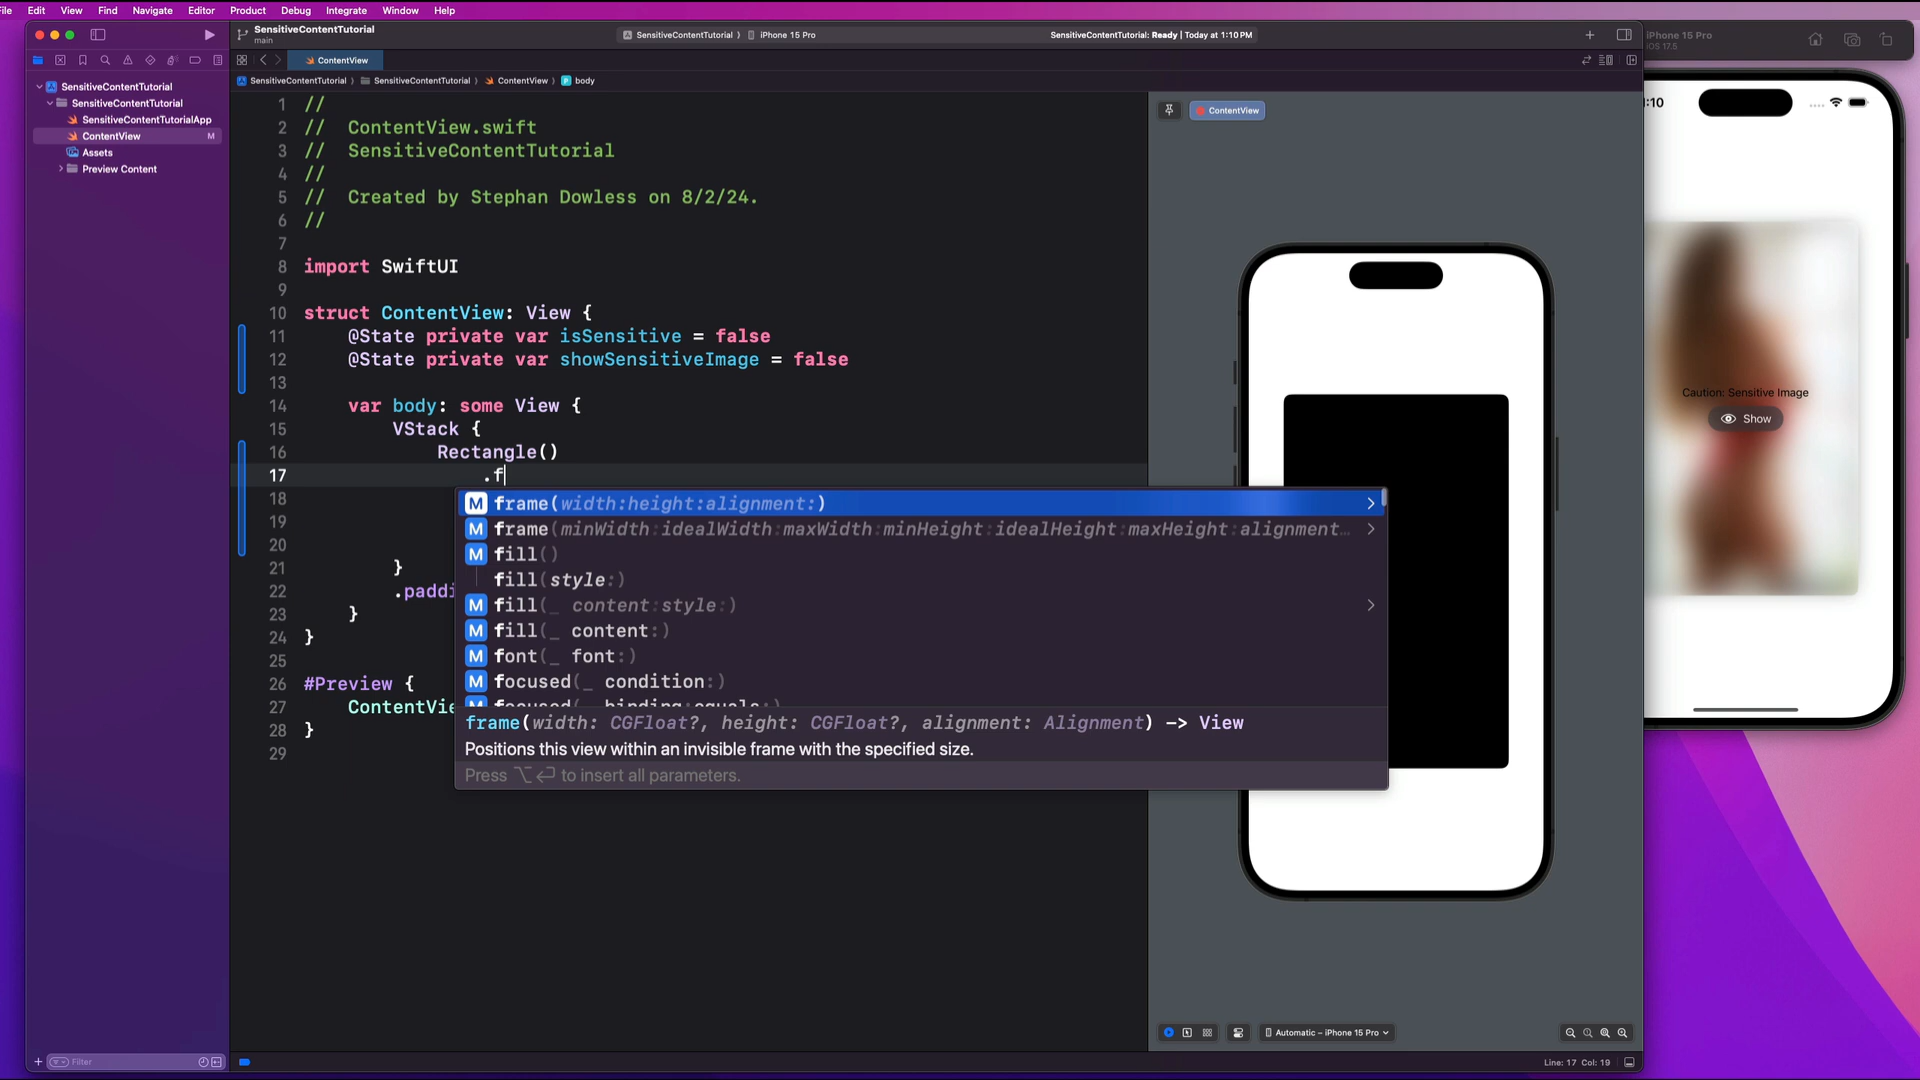 File Edit View Find Navigate Editor Product Debug Integrate Window Help
SensitiveContentTutorial
main
SensitiveContentTutorial
iPhone 15 Pro
SensitiveContentTutorial: Ready | Today at 1:10 PM
ContentView
SensitiveContentTutorial
SensitiveContentTutorial
ContentView
body
SensitiveContentTutorial
SensitiveContentTutorial
SensitiveContentTutorialApp
ContentView M
Assets
Preview Content
1 //
2 // ContentView.swift
3 // SensitiveContentTutorial
4 //
5 // Created by Stephan Dowless on 8/2/24.
6 //
7
8 import SwiftUI
9
10 struct ContentView: View {
11 @State private var isSensitive = false
12 @State private var showSensitiveImage = false
13
14 var body: some View {
15 VStack {
16 Rectangle()
17 .f
18
19
20
21 }
22 .paddi
23 }
24 }
25
26 #Preview {
27 ContentVie
28 }
29
M frame(width:height:alignment:)
M frame(minWidth:idealWidth:maxWidth:minHeight:idealHeight:maxHeight:alignment…
M fill()
fill(style:)
M fill(_ content:style:)
M fill(_ content:)
M font(_ font:)
M focused(_ condition:)
M focused(_ binding:equals:)
frame(width: CGFloat?, height: CGFloat?, alignment: Alignment) -> View
Positions this view within an invisible frame with the specified size.
Press ⌥↩ to insert all parameters.
ContentView
Automatic – iPhone 15 Pro
Filter
Line: 17 Col: 19
iPhone 15 Pro
iOS 17.5
1:10
Caution: Sensitive Image
Show